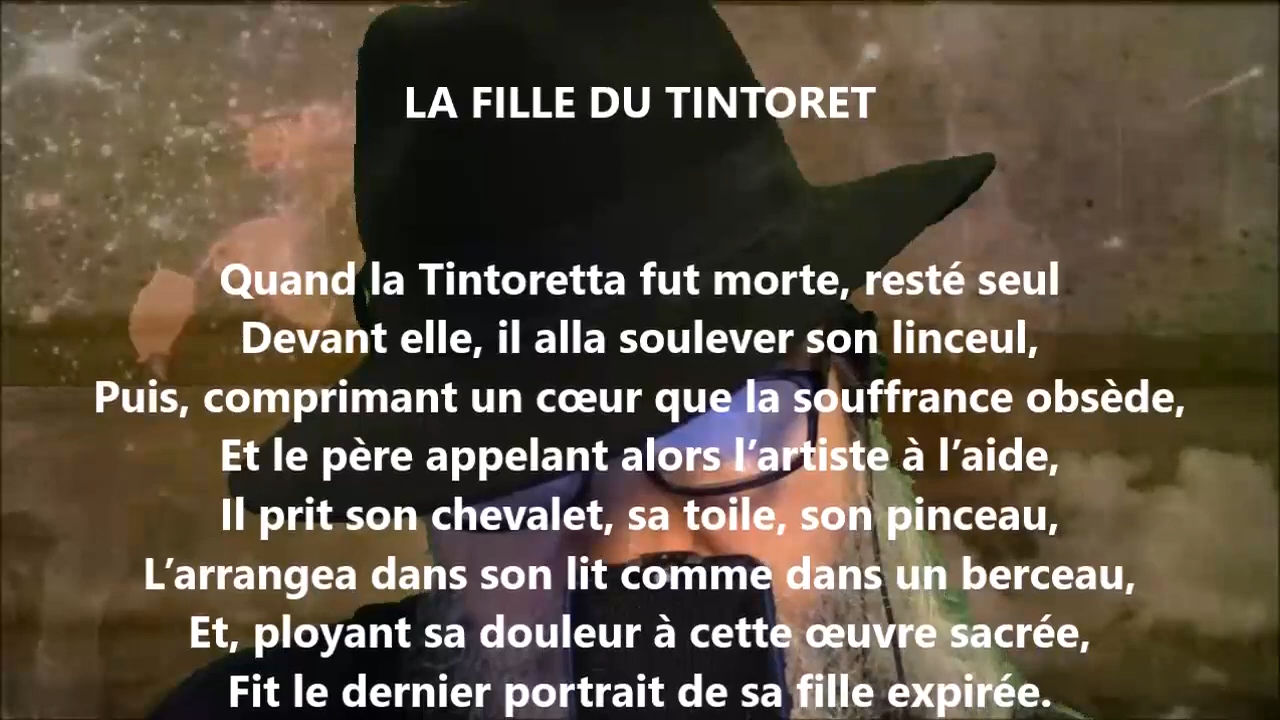 LA FILLE DU TINTORET
Quand la Tintoretta fut morte, resté seul
Devant elle, il alla soulever son linceul,
Puis, comprimant un cœur que la souffrance obsède,
Et le père appelant alors l’artiste à l’aide,
Il prit son chevalet, sa toile, son pinceau,
L’arrangea dans son lit comme dans un berceau,
Et, ployant sa douleur à cette œuvre sacrée,
Fit le dernier portrait de sa fille expirée.